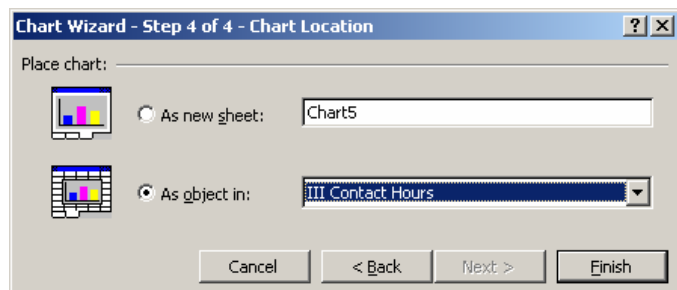 Chart Wizard - Step 4 of 4 - Chart Location
Place chart:
As new sheet: Chart5
As object in: III Contact Hours
Cancel < Back Next > Finish